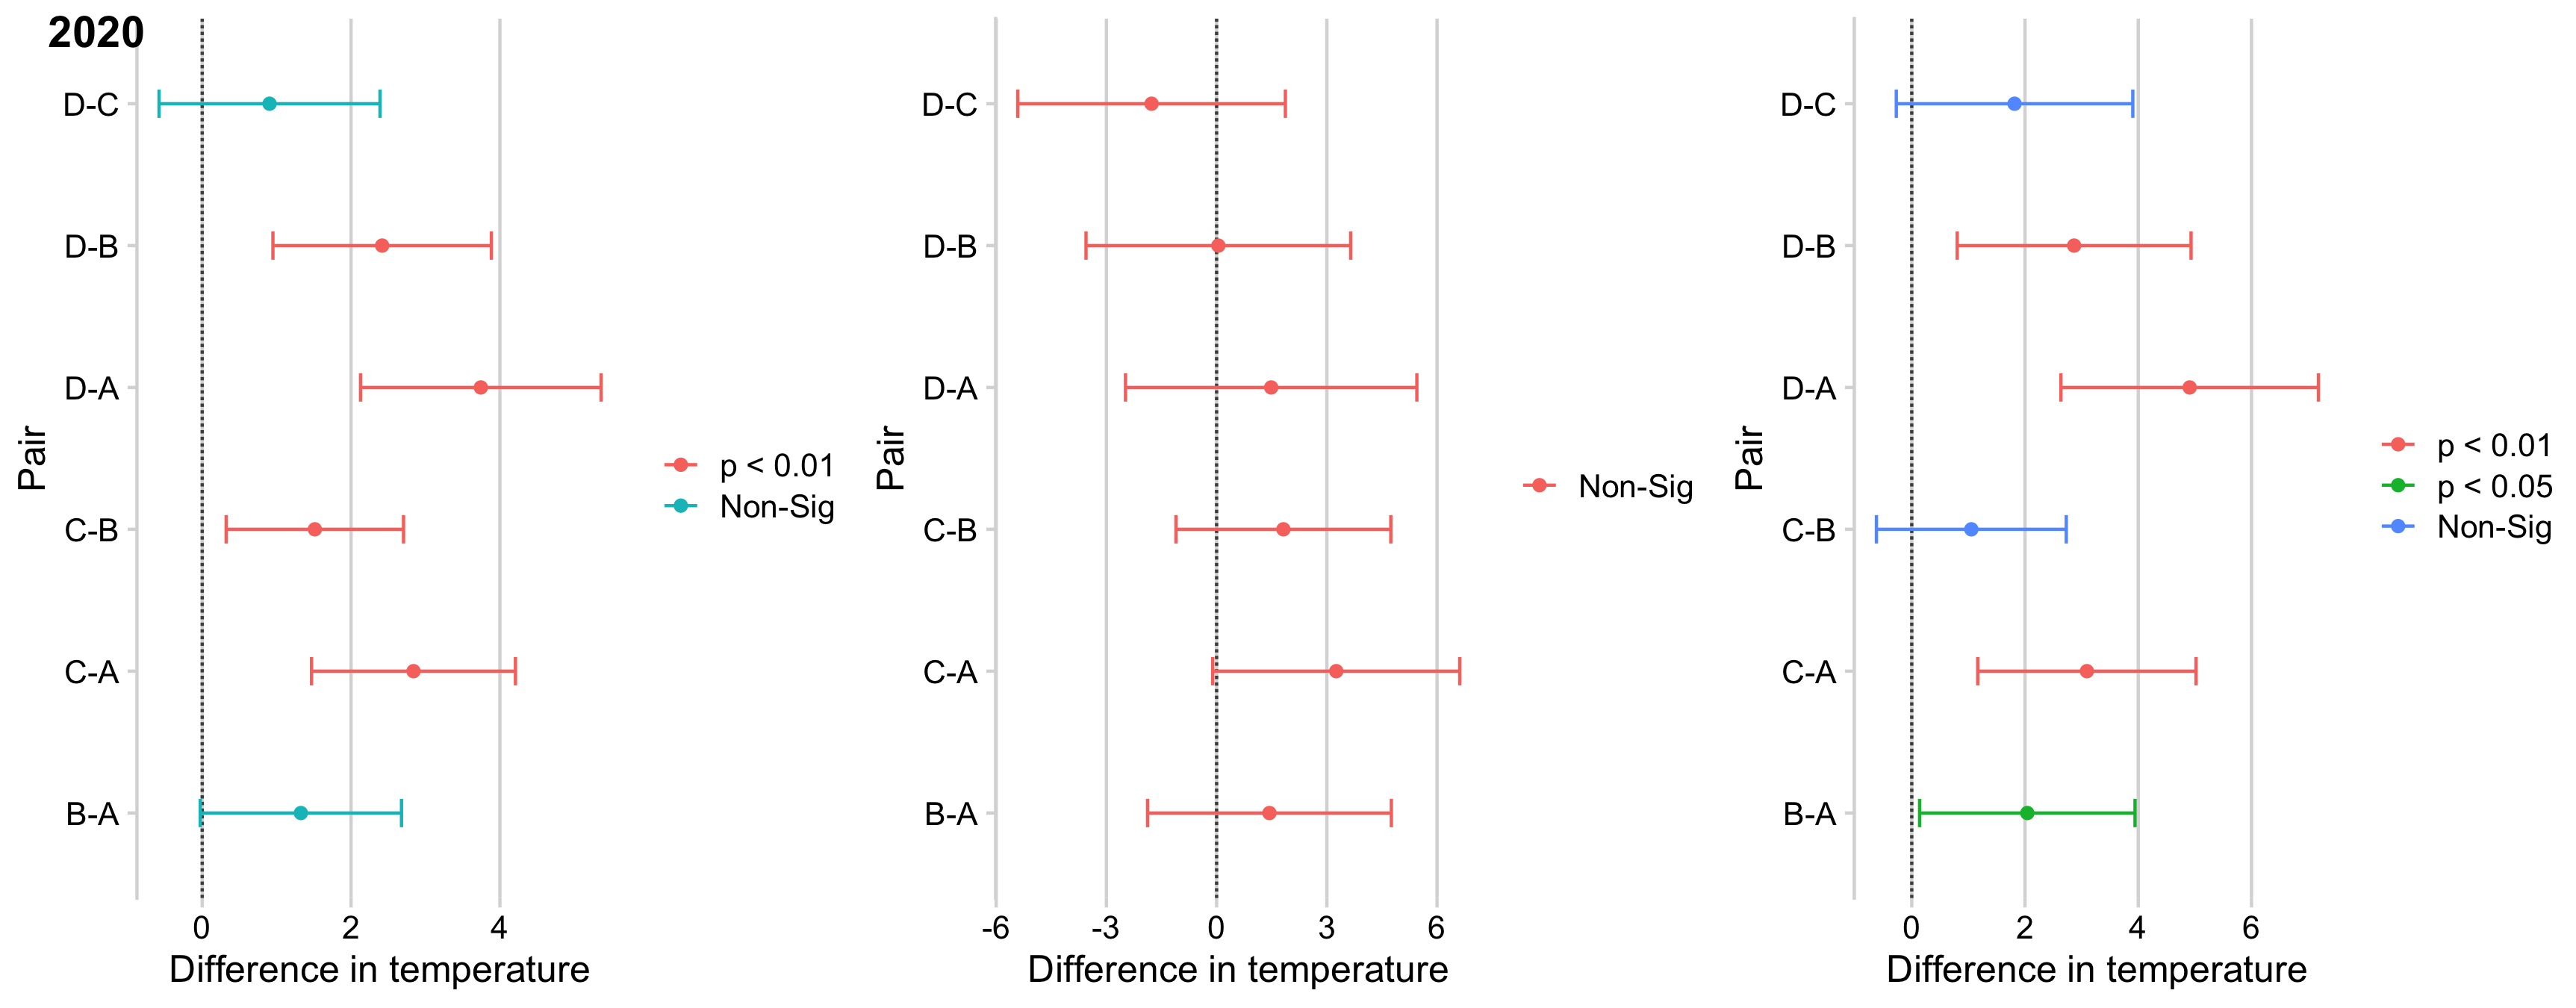 2020
D-C
D-B
D-A
C-B
C-A
B-A
Pair
0 2 4
Difference in temperature
p < 0.01
Non-Sig
D-C
D-B
D-A
C-B
C-A
B-A
Pair
-6 -3 0 3 6
Difference in temperature
Non-Sig
D-C
D-B
D-A
C-B
C-A
B-A
Pair
0 2 4 6
Difference in temperature
p < 0.01
p < 0.05
Non-Sig